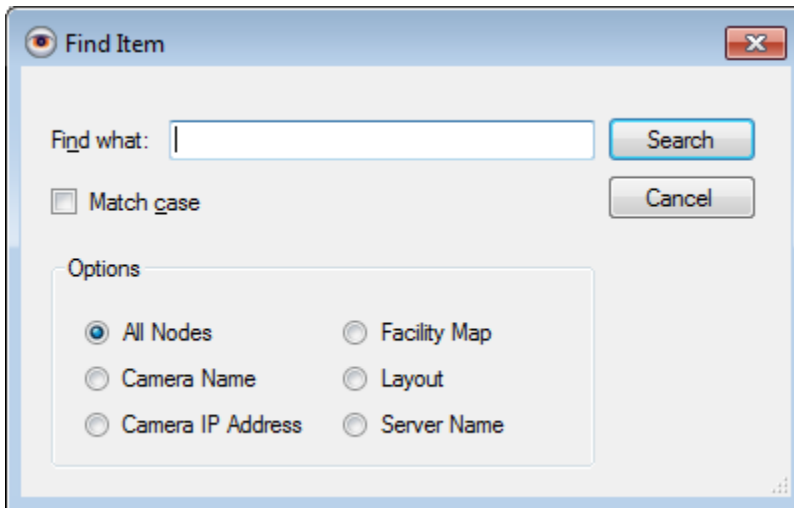 Find Item
Find what:
Search
Match case
Cancel
Options
All Nodes
Facility Map
Camera Name
Layout
Camera IP Address
Server Name